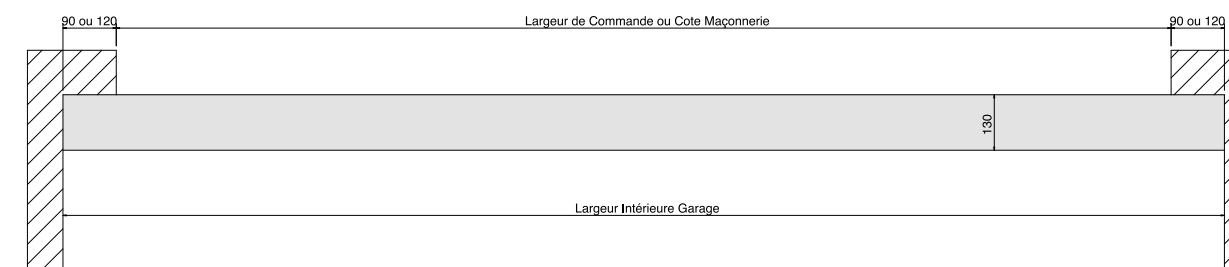 90 ou 120 Largeur de Commande ou Cote Maçonnerie 90 ou 120
130
Largeur Intérieure Garage